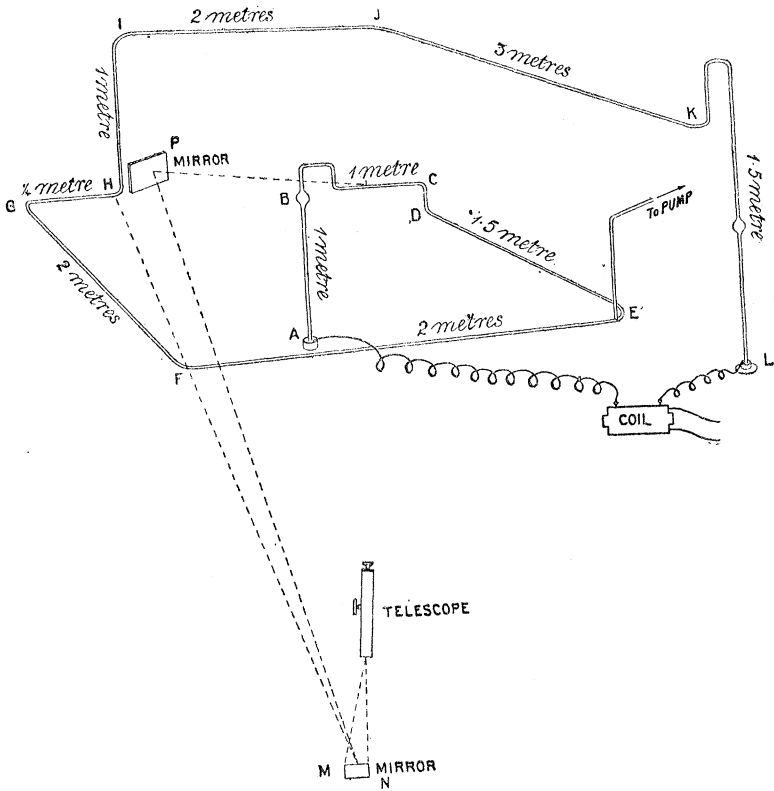 I
2 metres
J
3 metres
K
1 metre
P
MIRROR
½ metre
H
G
1 metre
C
B
D
1.5 metre
TO PUMP
1.5 metre
1 metre
2 metres
A
2 metres
E
F
L
COIL
TELESCOPE
M
MIRROR
N